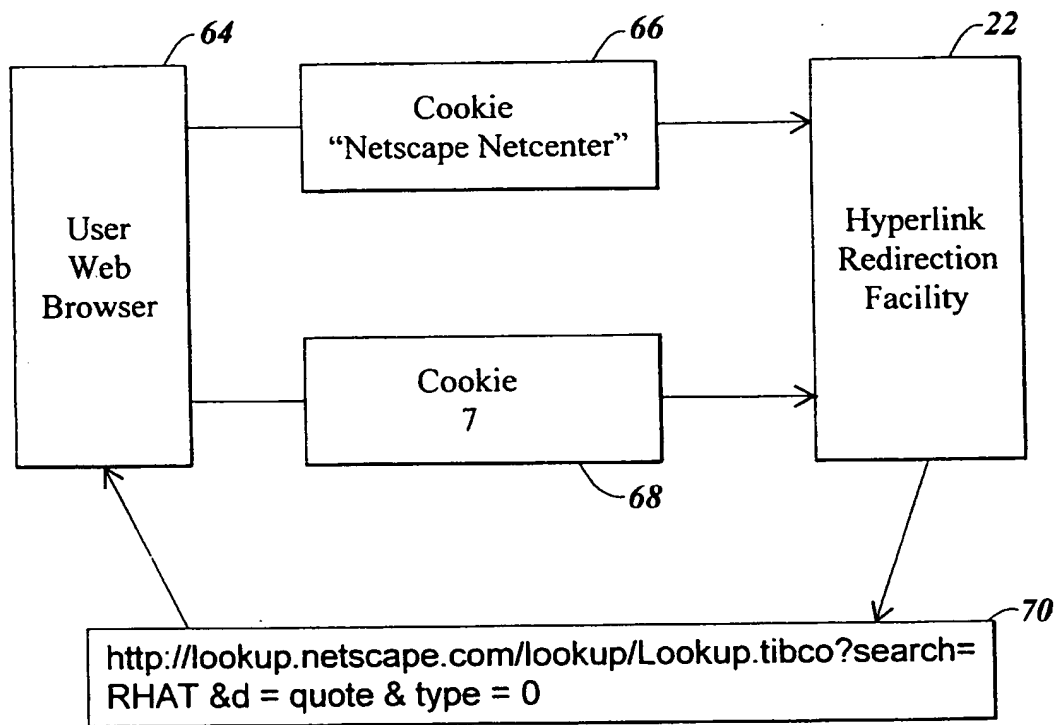 64
66
22
Cookie
“Netscape Netcenter”
User
Web
Browser
Hyperlink
Redirection
Facility
Cookie
7
68
70
http://lookup.netscape.com/lookup/Lookup.tibco?search=
RHAT &d = quote & type = 0